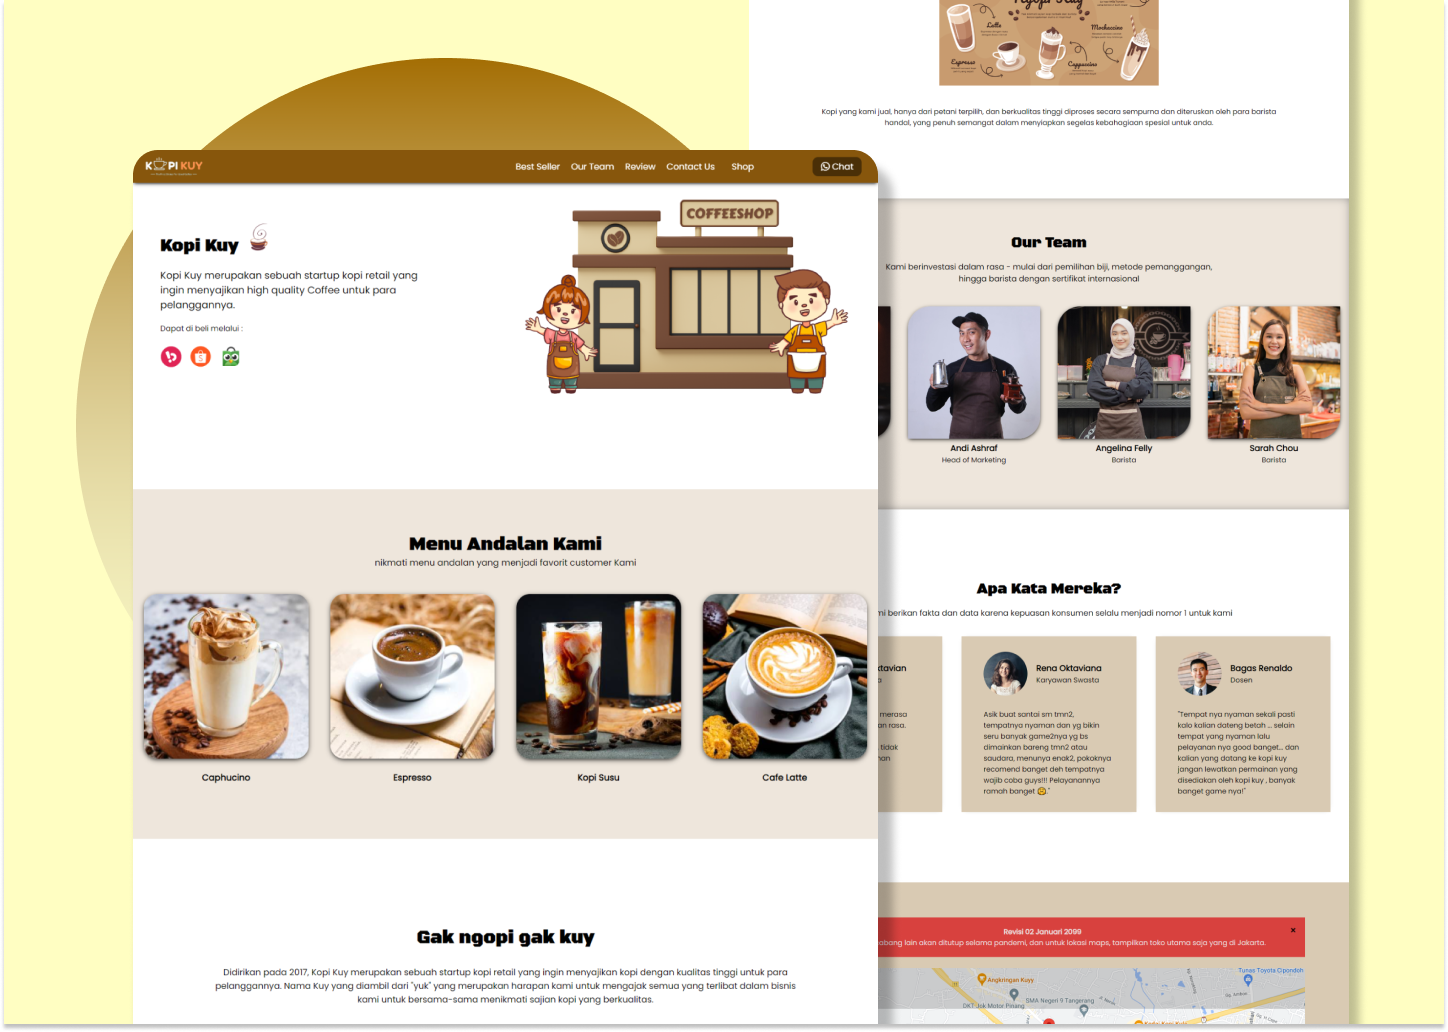 KOPI KUY
Best Seller
Our Team
Review
Contact Us
Shop
Chat
Kopi Kuy
Kopi Kuy merupakan sebuah startup kopi retail yang
ingin menyajikan high quality Coffee untuk para
pelanggannya.
Dapat di beli melalui :
COFFEESHOP
Menu Andalan Kami
nikmati menu andalan yang menjadi favorit customer Kami
Caphucino
Espresso
Kopi Susu
Cafe Latte
Gak ngopi gak kuy
Didirikan pada 2017, Kopi Kuy merupakan sebuah startup kopi retail yang ingin menyajikan kopi dengan kualitas tinggi untuk para
pelanggannya. Nama Kuy yang diambil dari "yuk" yang merupakan harapan kami untuk mengajak semua yang terlibat dalam bisnis
kami untuk bersama-sama menikmati sajian kopi yang berkualitas.
Ngopi Kuy
Latte
Mochaccino
Espresso
Cappuccino
Kopi yang kami jual, hanya dari petani terpilih, dan berkualitas tinggi diproses secara sempurna dan diteruskan oleh para barista
handal, yang penuh semangat dalam menyiapkan segelas kebahagiaan spesial untuk anda.
Our Team
Kami berinvestasi dalam rasa - mulai dari pemilihan biji, metode pemanggangan,
hingga barista dengan sertifikat internasional
Andi Ashraf
Head of Marketing
Angelina Felly
Barista
Sarah Chou
Barista
Apa Kata Mereka?
mi berikan fakta dan data karena kepuasan konsumen selalu menjadi nomor 1 untuk kami
ktavian
a
merasa
an rasa.
tidak
nan
Rena Oktaviana
Karyawan Swasta
Asik buat santai sm tmn2,
tempatnya nyaman dan yg bikin
seru banyak game2nya yg bs
dimainkan bareng tmn2 atau
saudara, menunya enak2, pokoknya
recomend banget deh tempatnya
wajib coba guys!!! Pelayanannya
ramah banget ☹️."
Bagas Renaldo
Dosen
"Tempat nya nyaman sekali pasti
kalo kalian dateng betah ... selain
tempat yang nyaman lalu
pelayanan nya good banget... dan
kalian yang datang ke kopi kuy
jangan lewatkan permainan yang
disediakan oleh kopi kuy , banyak
banget game nya!"
Revisi 02 Januari 2099
×
abang lain akan ditutup selama pandemi, dan untuk lokasi maps, tampilkan toko utama saja yang di Jakarta.
Angkringan Kuyy
Tunas Toyota Cipondoh
SMA Negeri 9 Tangerang
DKT Jsik Motor Pinang